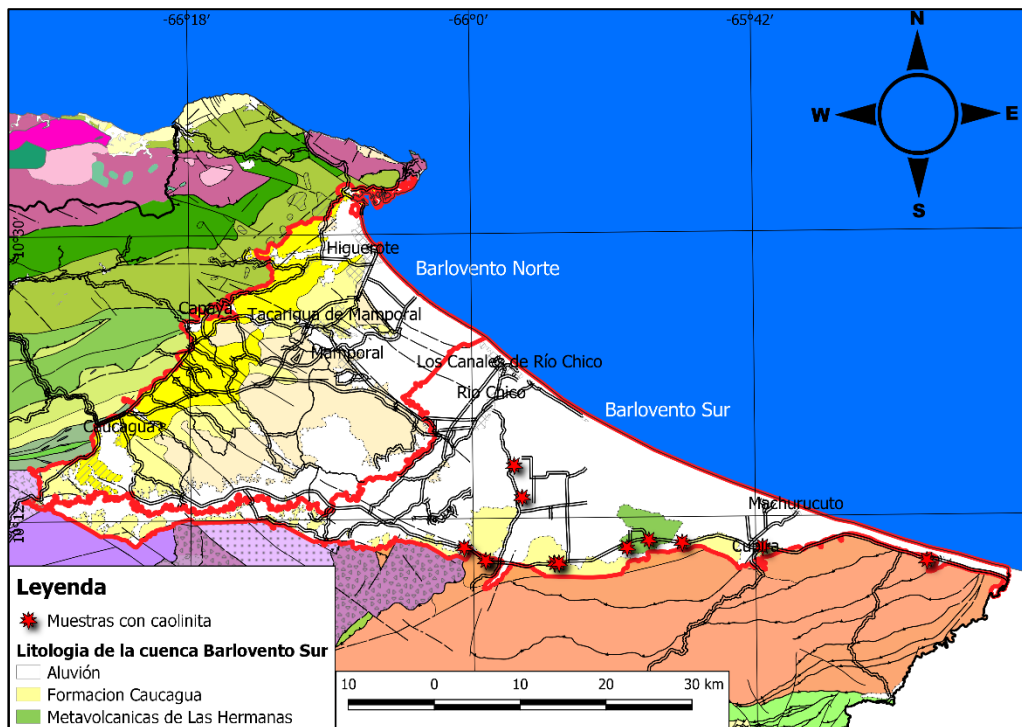 -66°18'
-66°0'
-65°42'
N
W
E
S
10°30'
Higuerote
Barlovento Norte
Capaya
Tacarigua de Mamporal
Mamporal
Los Canales de Río Chico
Río Chico
Barlovento Sur
Caucagua
Machurucuto
10°12'
Cupira
Leyenda
Muestras con caolinita
Litologia de la cuenca Barlovento Sur
Aluvión
Formacion Caucagua
Metavolcanicas de Las Hermanas
10 0 10 20 30 km